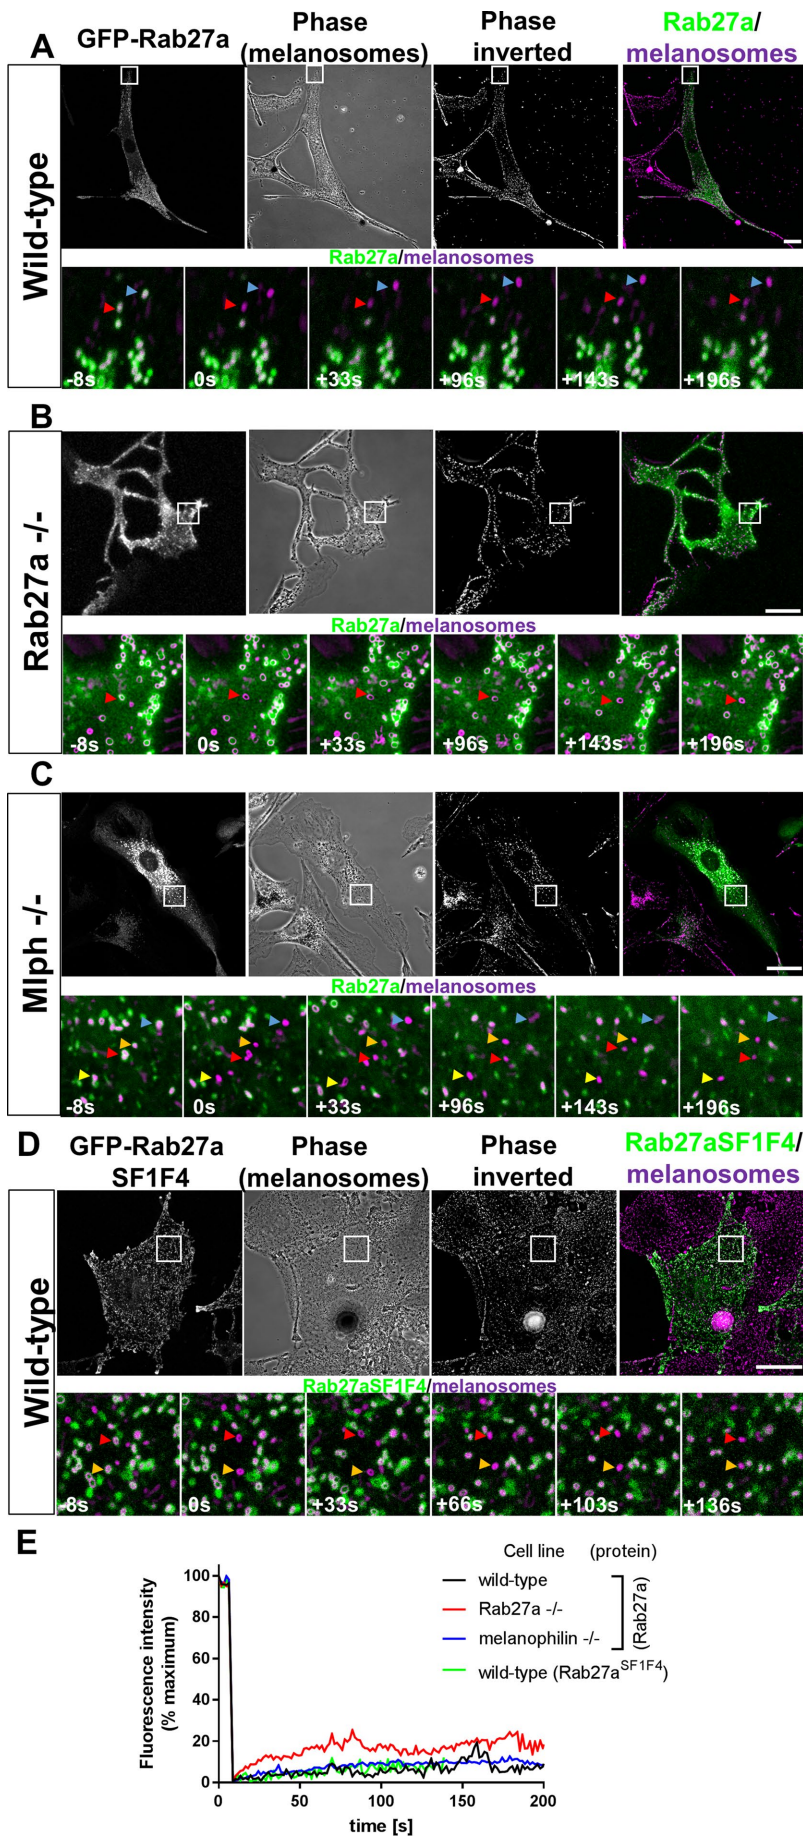 A
GFP-Rab27a
Phase
(melanosomes)
Phase
inverted
Rab27a/
melanosomes
Wild-type
Rab27a/melanosomes
-8s
0s
+33s
+96s
+143s
+196s
B
Rab27a -/-
Rab27a/melanosomes
-8s
0s
+33s
+96s
+143s
+196s
C
Mlph -/-
Rab27a/melanosomes
-8s
0s
+33s
+96s
+143s
+196s
D
GFP-Rab27a
SF1F4
Phase
(melanosomes)
Phase
inverted
Rab27aSF1F4/
melanosomes
Wild-type
Rab27aSF1F4/melanosomes
-8s
0s
+33s
+66s
+103s
+136s
E
Cell line (protein)
wild-type
Rab27a -/-
melanophilin -/-
(Rab27a)
wild-type (Rab27aSF1F4)
Fluorescence intensity
(% maximum)
100
80
60
40
20
0
0
50
100
150
200
time [s]